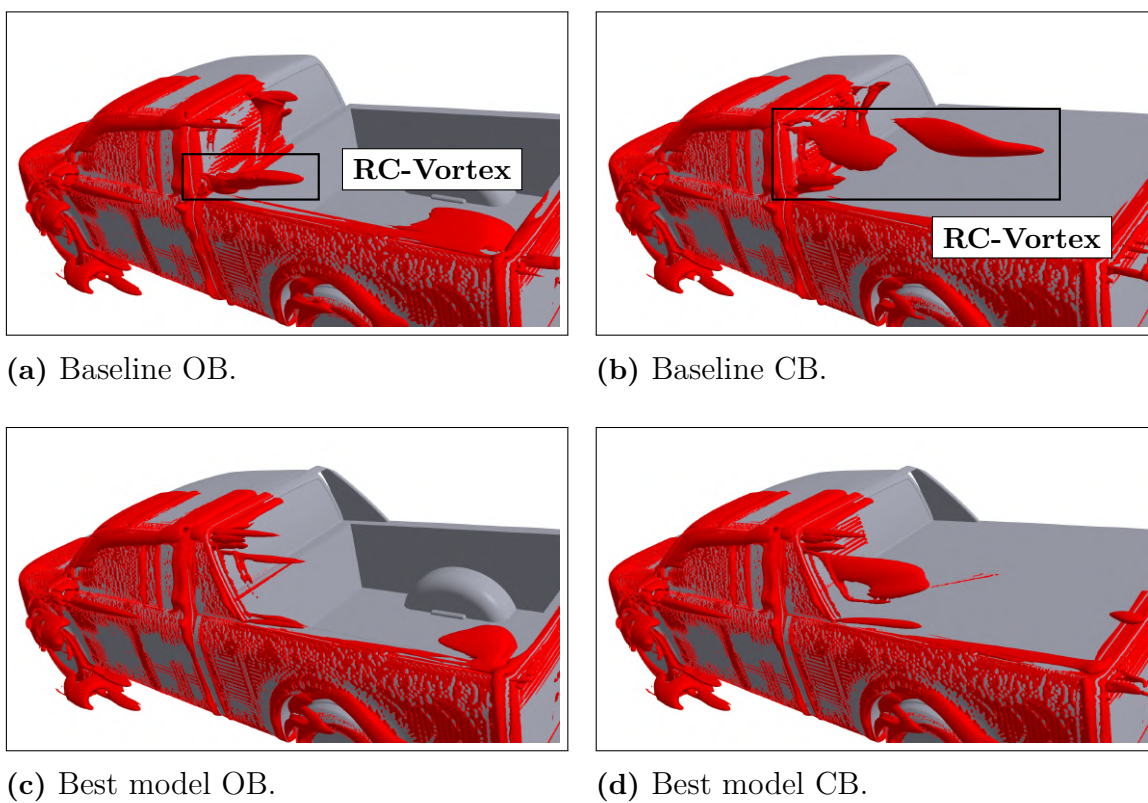 RC-Vortex
RC-Vortex
(a) Baseline OB.
(b) Baseline CB.
(c) Best model OB.
(d) Best model CB.